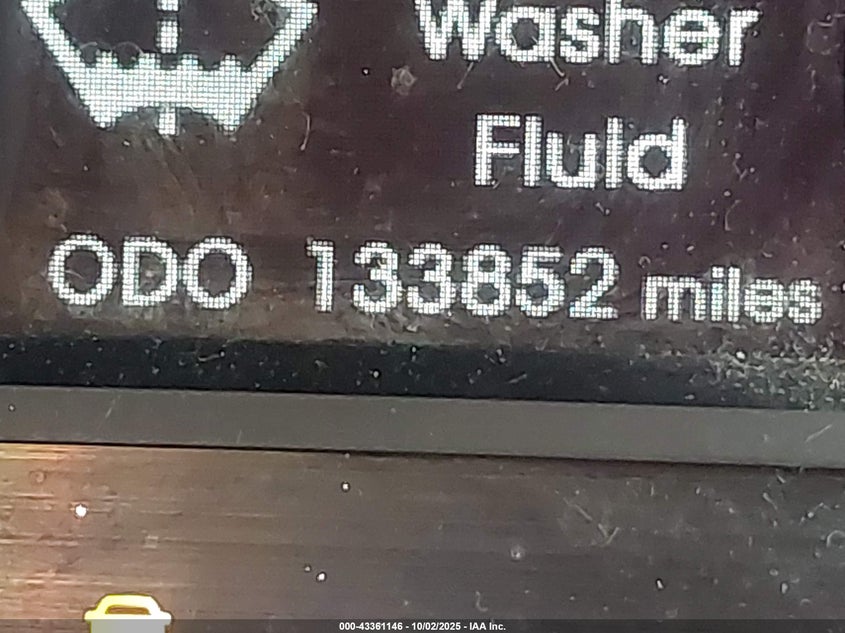 Washer
Fluid
ODO 133852 miles
000-43361146 - 10/02/2025 - IAA Inc.